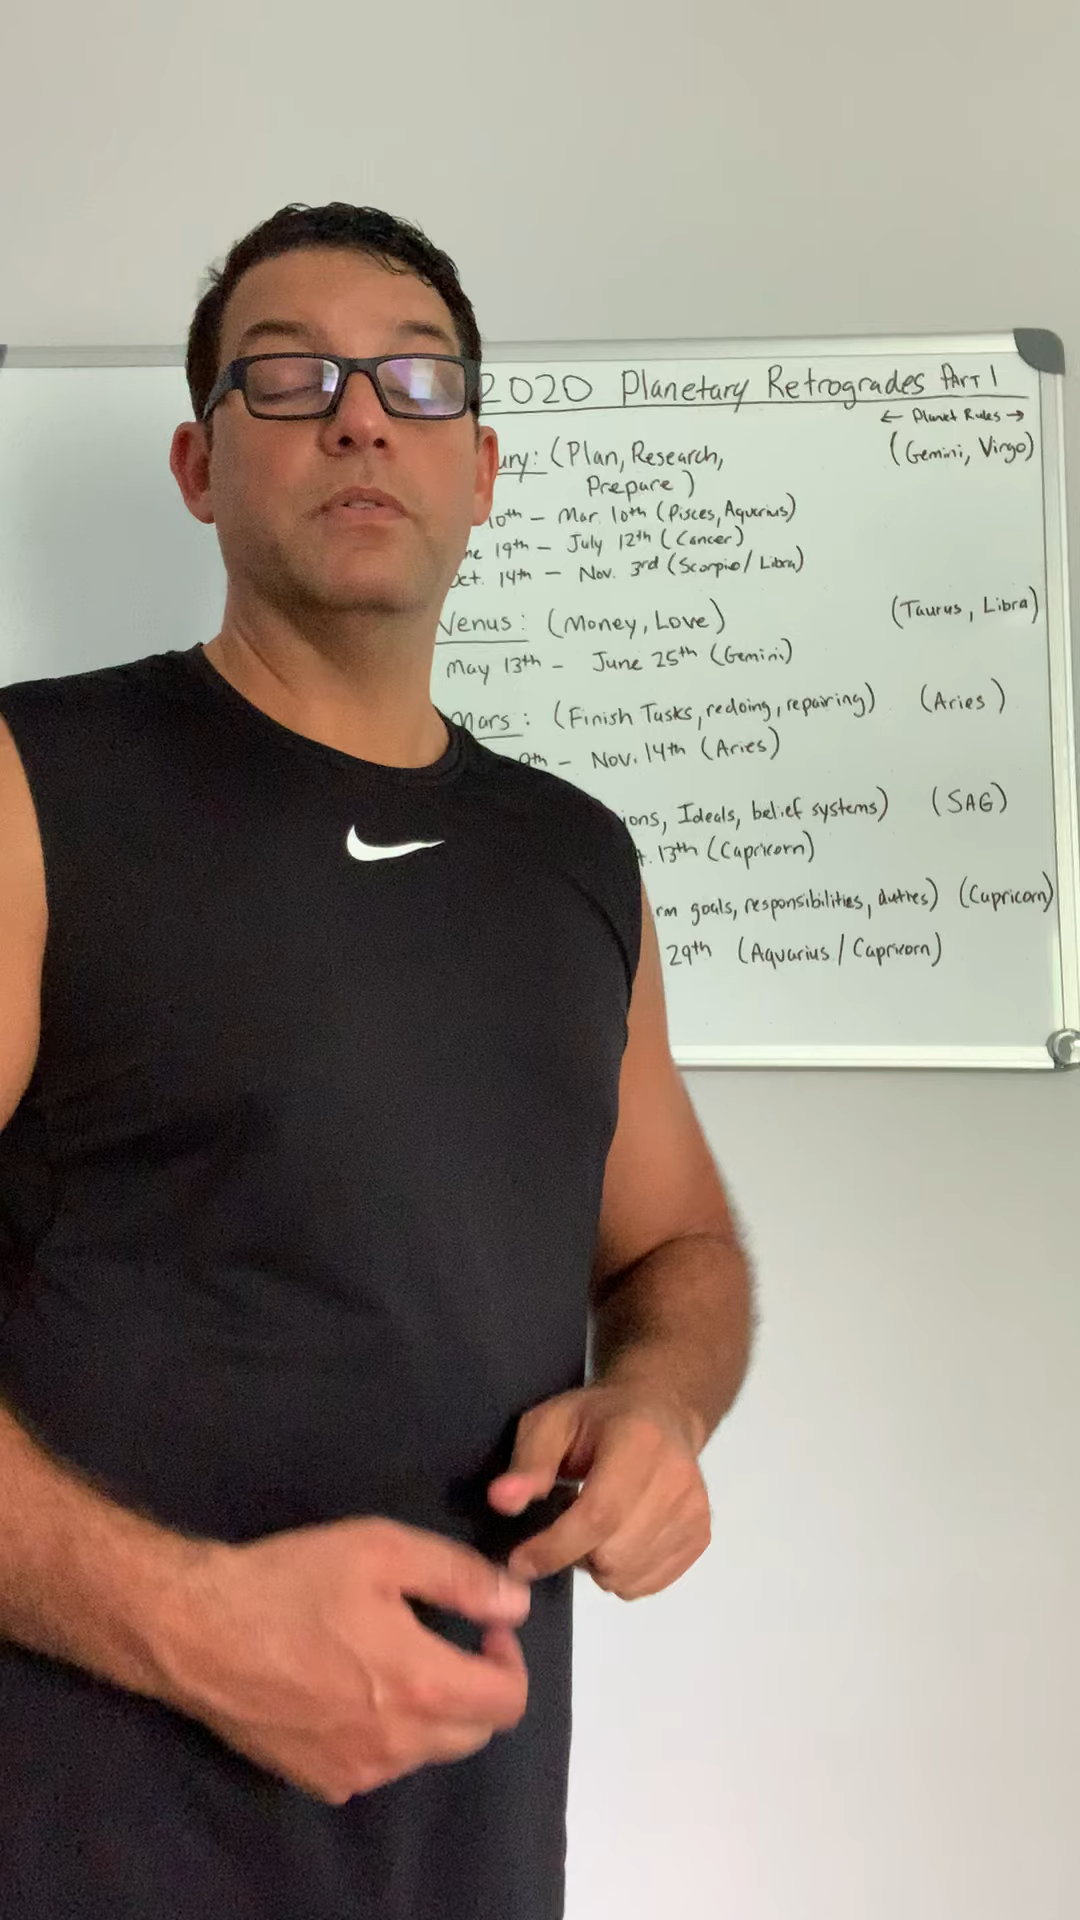 2020 Planetary Retrogrades PART 1
← Planet Rules →
ury: (Plan, Research, (Gemini, Virgo)
Prepare)
10th - Mar. 10th (Pisces, Aquarius)
ne 19th - July 12th (Cancer)
Oct. 14th - Nov. 3rd (Scorpio/Libra)
Venus: (Money, Love) (Taurus, Libra)
May 13th - June 25th (Gemini)
Mars: (Finish Tasks, redoing, repairing) (Aries)
9th - Nov. 14th (Aries)
ions, Ideals, belief systems) (SAG)
t. 13th (Capricorn)
rm goals, responsibilities, duties) (Capricorn)
29th (Aquarius/Capricorn)